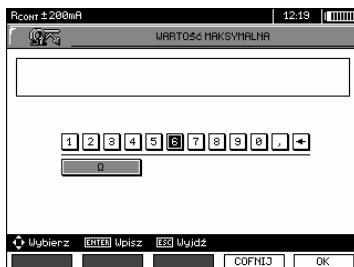 RCONT ±200mA 12:19
WARTOŚĆ MAKSYMALNA
1 2 3 4 5 6 7 8 9 0 , ←
Ω
Wybierz ENTER Wpisz ESC Wyjdź
COFNIJ OK